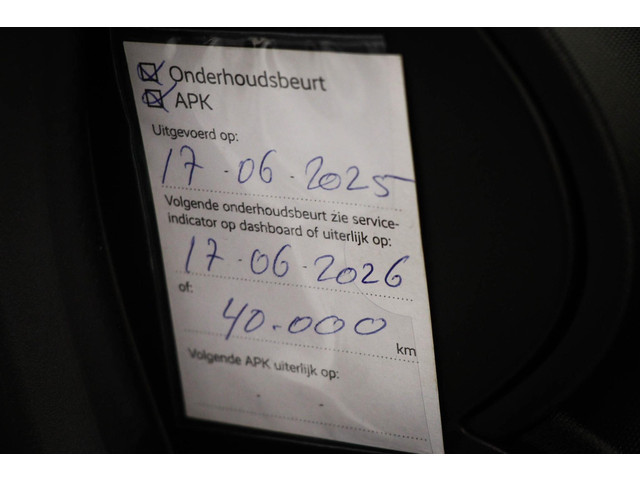 Onderhoudsbeurt
APK
Uitgevoerd op:
17.06.2025
Volgende onderhoudsbeurt zie service-
indicator op dashboard of uiterlijk op:
17.06.2026
of:
40.000 km
Volgende APK uiterlijk op: